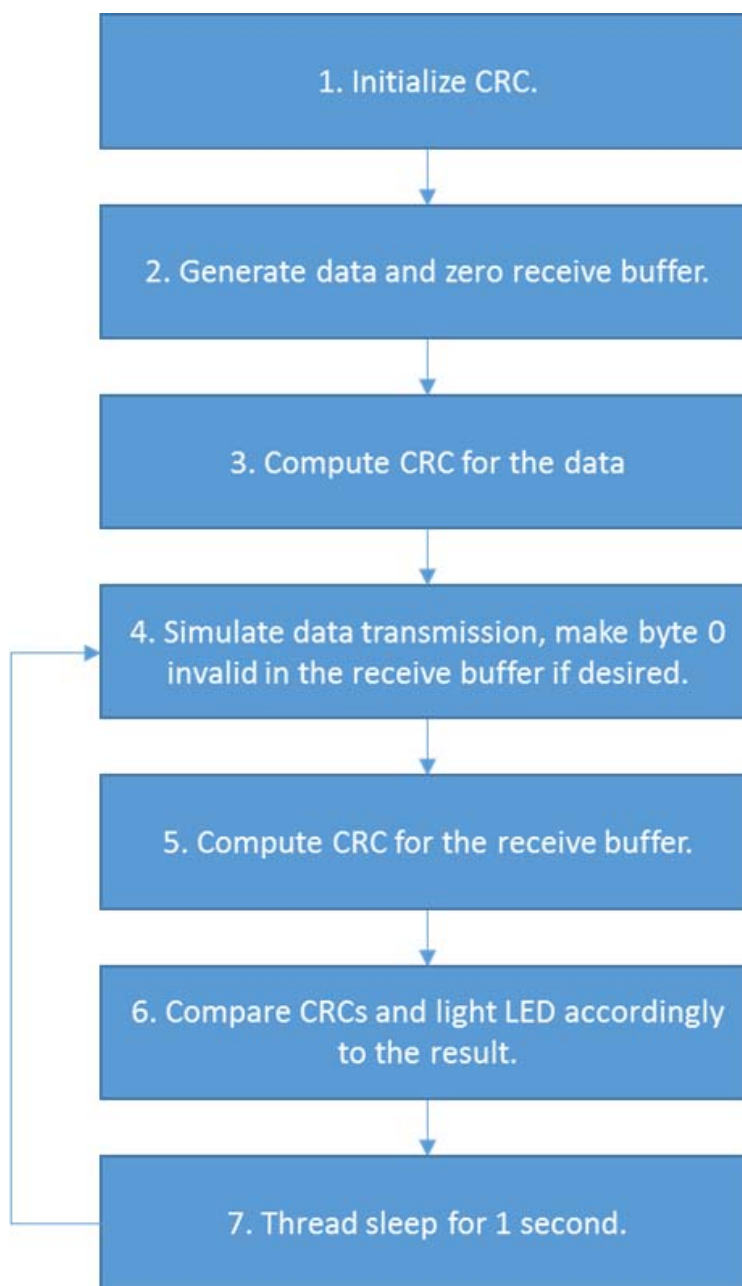 1. Initialize CRC.
2. Generate data and zero receive buffer.
3. Compute CRC for the data
4. Simulate data transmission, make byte 0
invalid in the receive buffer if desired.
5. Compute CRC for the receive buffer.
6. Compare CRCs and light LED accordingly
to the result.
7. Thread sleep for 1 second.